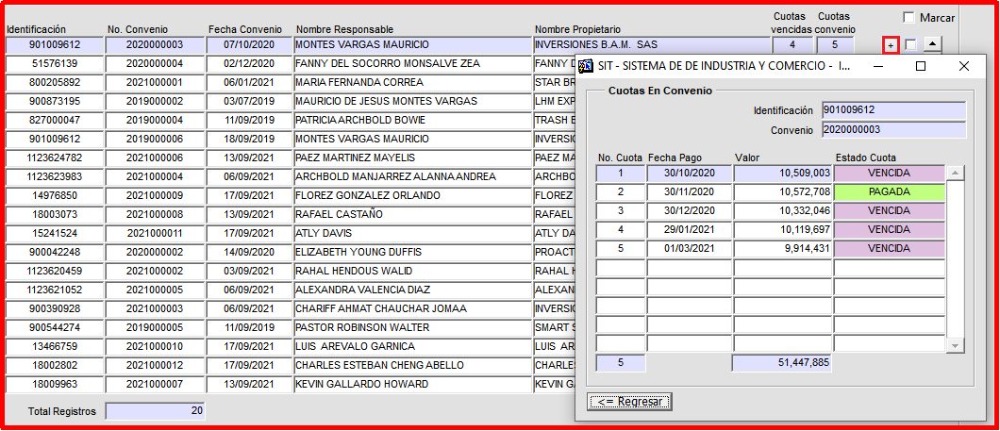 Cuotas Cuotas Marcar
Identificación No. Convenio Fecha Convenio Nombre Responsable Nombre Propietario vencidas convenio
901009612 2020000003 07/10/2020 MONTES VARGAS MAURICIO INVERSIONES B.A.M. SAS 4 5 +
51576139 2020000004 02/12/2020 FANNY DEL SOCORRO MONSALVE ZEA FANNY D
800205892 2021000001 06/01/2021 MARIA FERNANDA CORREA STAR BR
900873195 2019000002 03/07/2019 MAURICIO DE JESUS MONTES VARGAS LHM EXP
827000047 2019000004 11/09/2019 PATRICIA ARCHBOLD BOWIE TRASH B
901009612 2019000006 18/09/2019 MONTES VARGAS MAURICIO INVERSI
1123624782 2021000006 13/09/2021 PAEZ MARTINEZ MAYELIS PAEZ M
1123623983 2021000004 06/09/2021 ARCHBOLD MANJARREZ ALANNA ANDREA ARCHBO
14976850 2021000009 17/09/2021 FLOREZ GONZALEZ ORLANDO FLOREZ
18003073 2021000008 13/09/2021 RAFAEL CASTAÑO RAFAEL
15241524 2021000011 17/09/2021 ATLY DAVIS ATLY DA
900042248 2020000002 14/09/2020 ELIZABETH YOUNG DUFFIS PROACT
1123620459 2021000002 03/09/2021 RAHAL HENDOUS WALID RAHAL H
1123621052 2021000005 06/09/2021 ALEXANDRA VALENCIA DIAZ ALEXAN
900390928 2021000003 06/09/2021 CHARIFF AHMAT CHAUCHAR JOMAA INVERSI
900544274 2019000005 11/09/2019 PASTOR ROBINSON WALTER SMART S
13466759 2021000010 17/09/2021 LUIS AREVALO GARNICA LUIS AR
18002802 2021000012 17/09/2021 CHARLES ESTEBAN CHENG ABELLO CHARLE
18009963 2021000007 13/09/2021 KEVIN GALLARDO HOWARD KEVIN GA
Total Registros 20
SIT - SISTEMA DE DE INDUSTRIA Y COMERCIO - I...
Cuotas En Convenio
Identificación 901009612
Convenio 2020000003
No. Cuota Fecha Pago Valor Estado Cuota
1 30/10/2020 10,509,003 VENCIDA
2 30/11/2020 10,572,708 PAGADA
3 30/12/2020 10,332,046 VENCIDA
4 29/01/2021 10,119,697 VENCIDA
5 01/03/2021 9,914,431 VENCIDA
5 51,447,885
<= Regresar